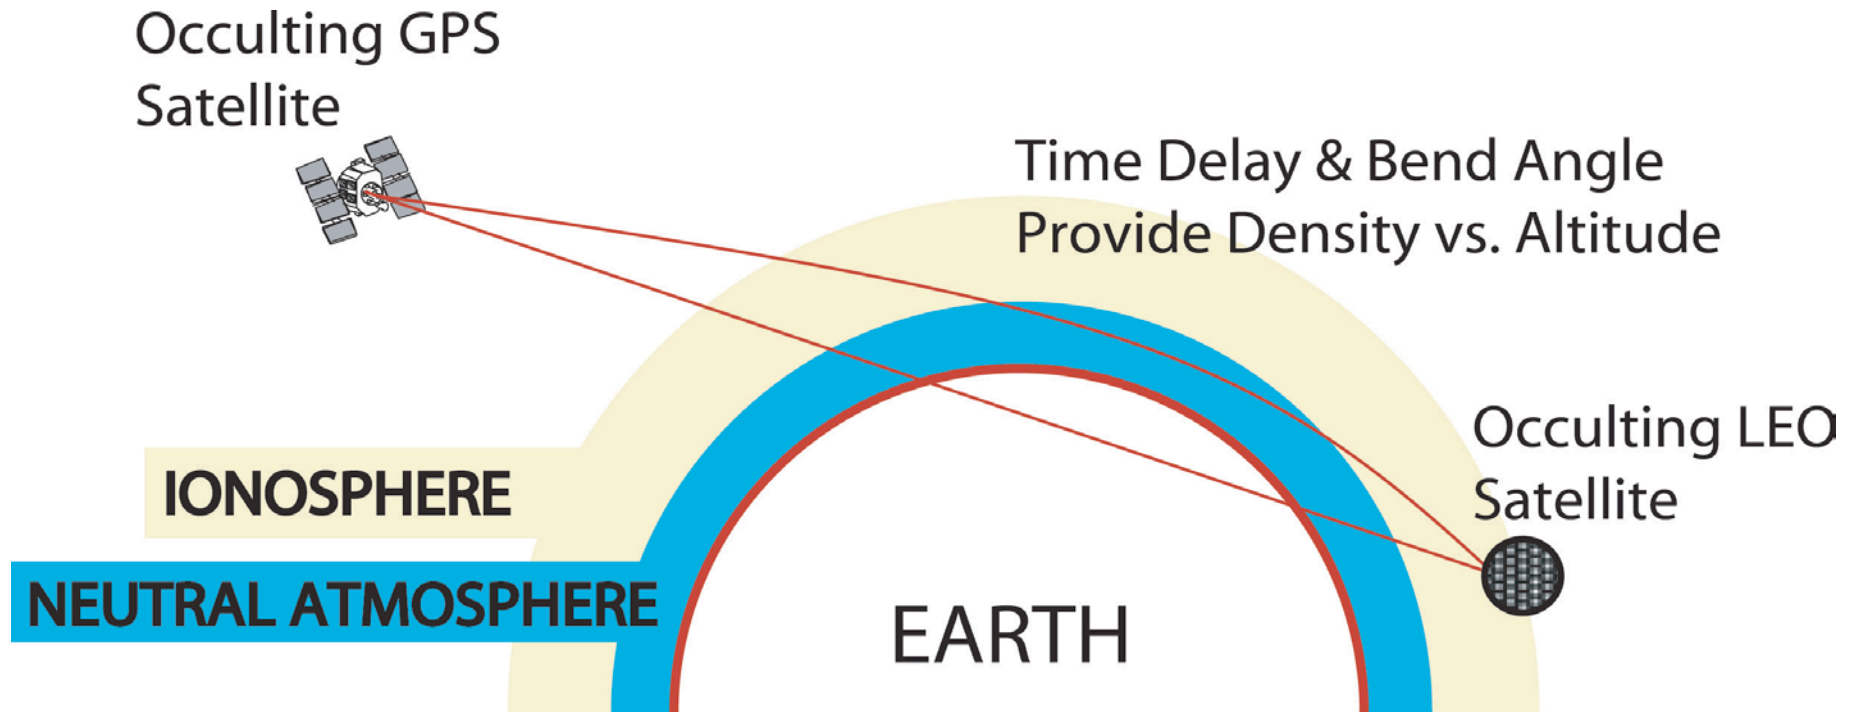 Occulting GPS
Satellite
Time Delay & Bend Angle
Provide Density vs. Altitude
Occulting LEO
Satellite
IONOSPHERE
NEUTRAL ATMOSPHERE
EARTH